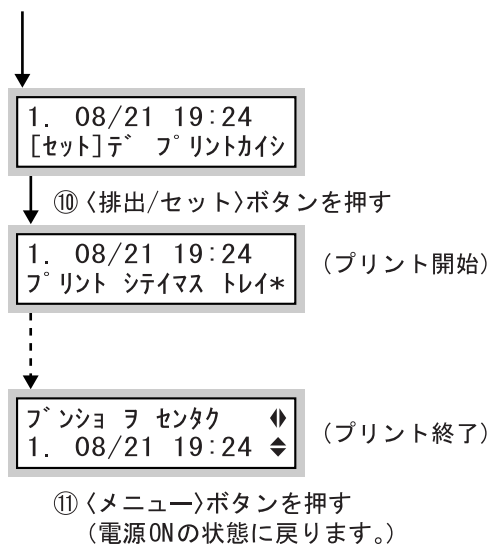 1. 08/21 19:24
[セット]デ プリントカイシ
⑩〈排出/セット〉ボタンを押す
1. 08/21 19:24
プリント シテイマス トレイ*
(プリント開始)
ブンショ ヲ センタク
1. 08/21 19:24
(プリント終了)
⑪〈メニュー〉ボタンを押す
(電源ONの状態に戻ります。)